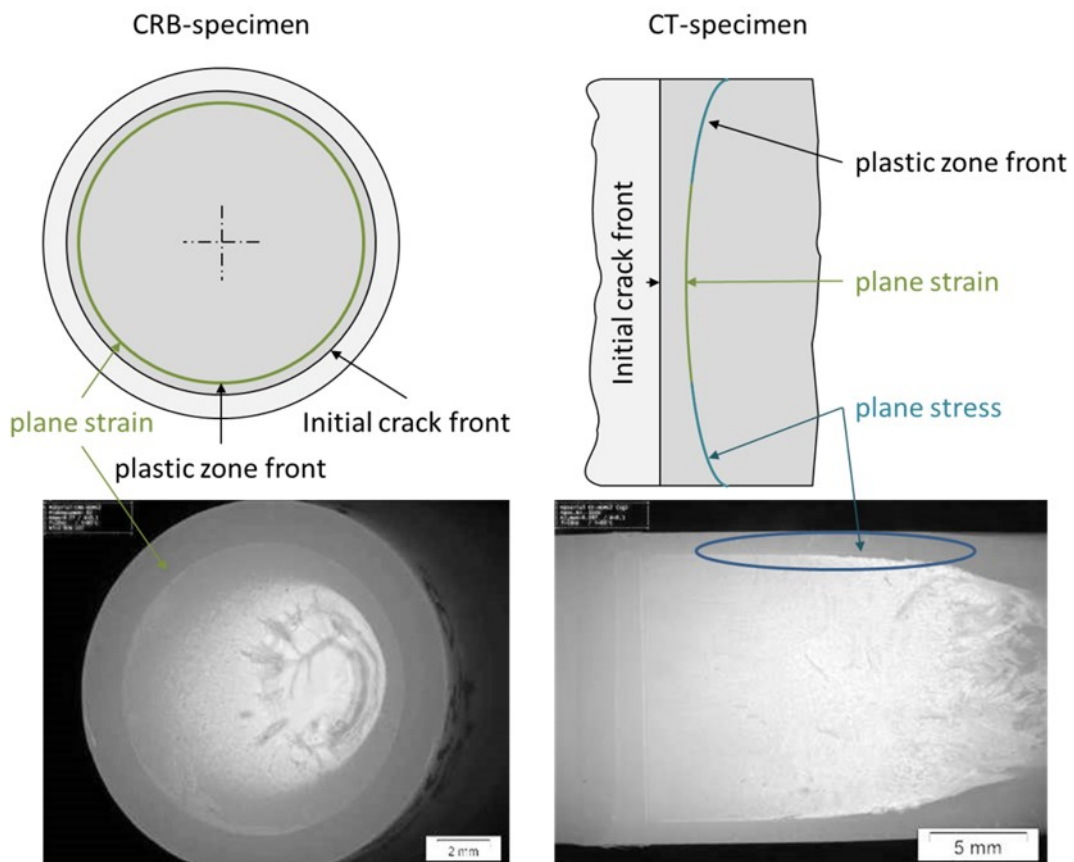 CRB-specimen
CT-specimen
Initial crack front
plastic zone front
plane strain
plane strain
Initial crack front
plane stress
plastic zone front
2 mm
5 mm